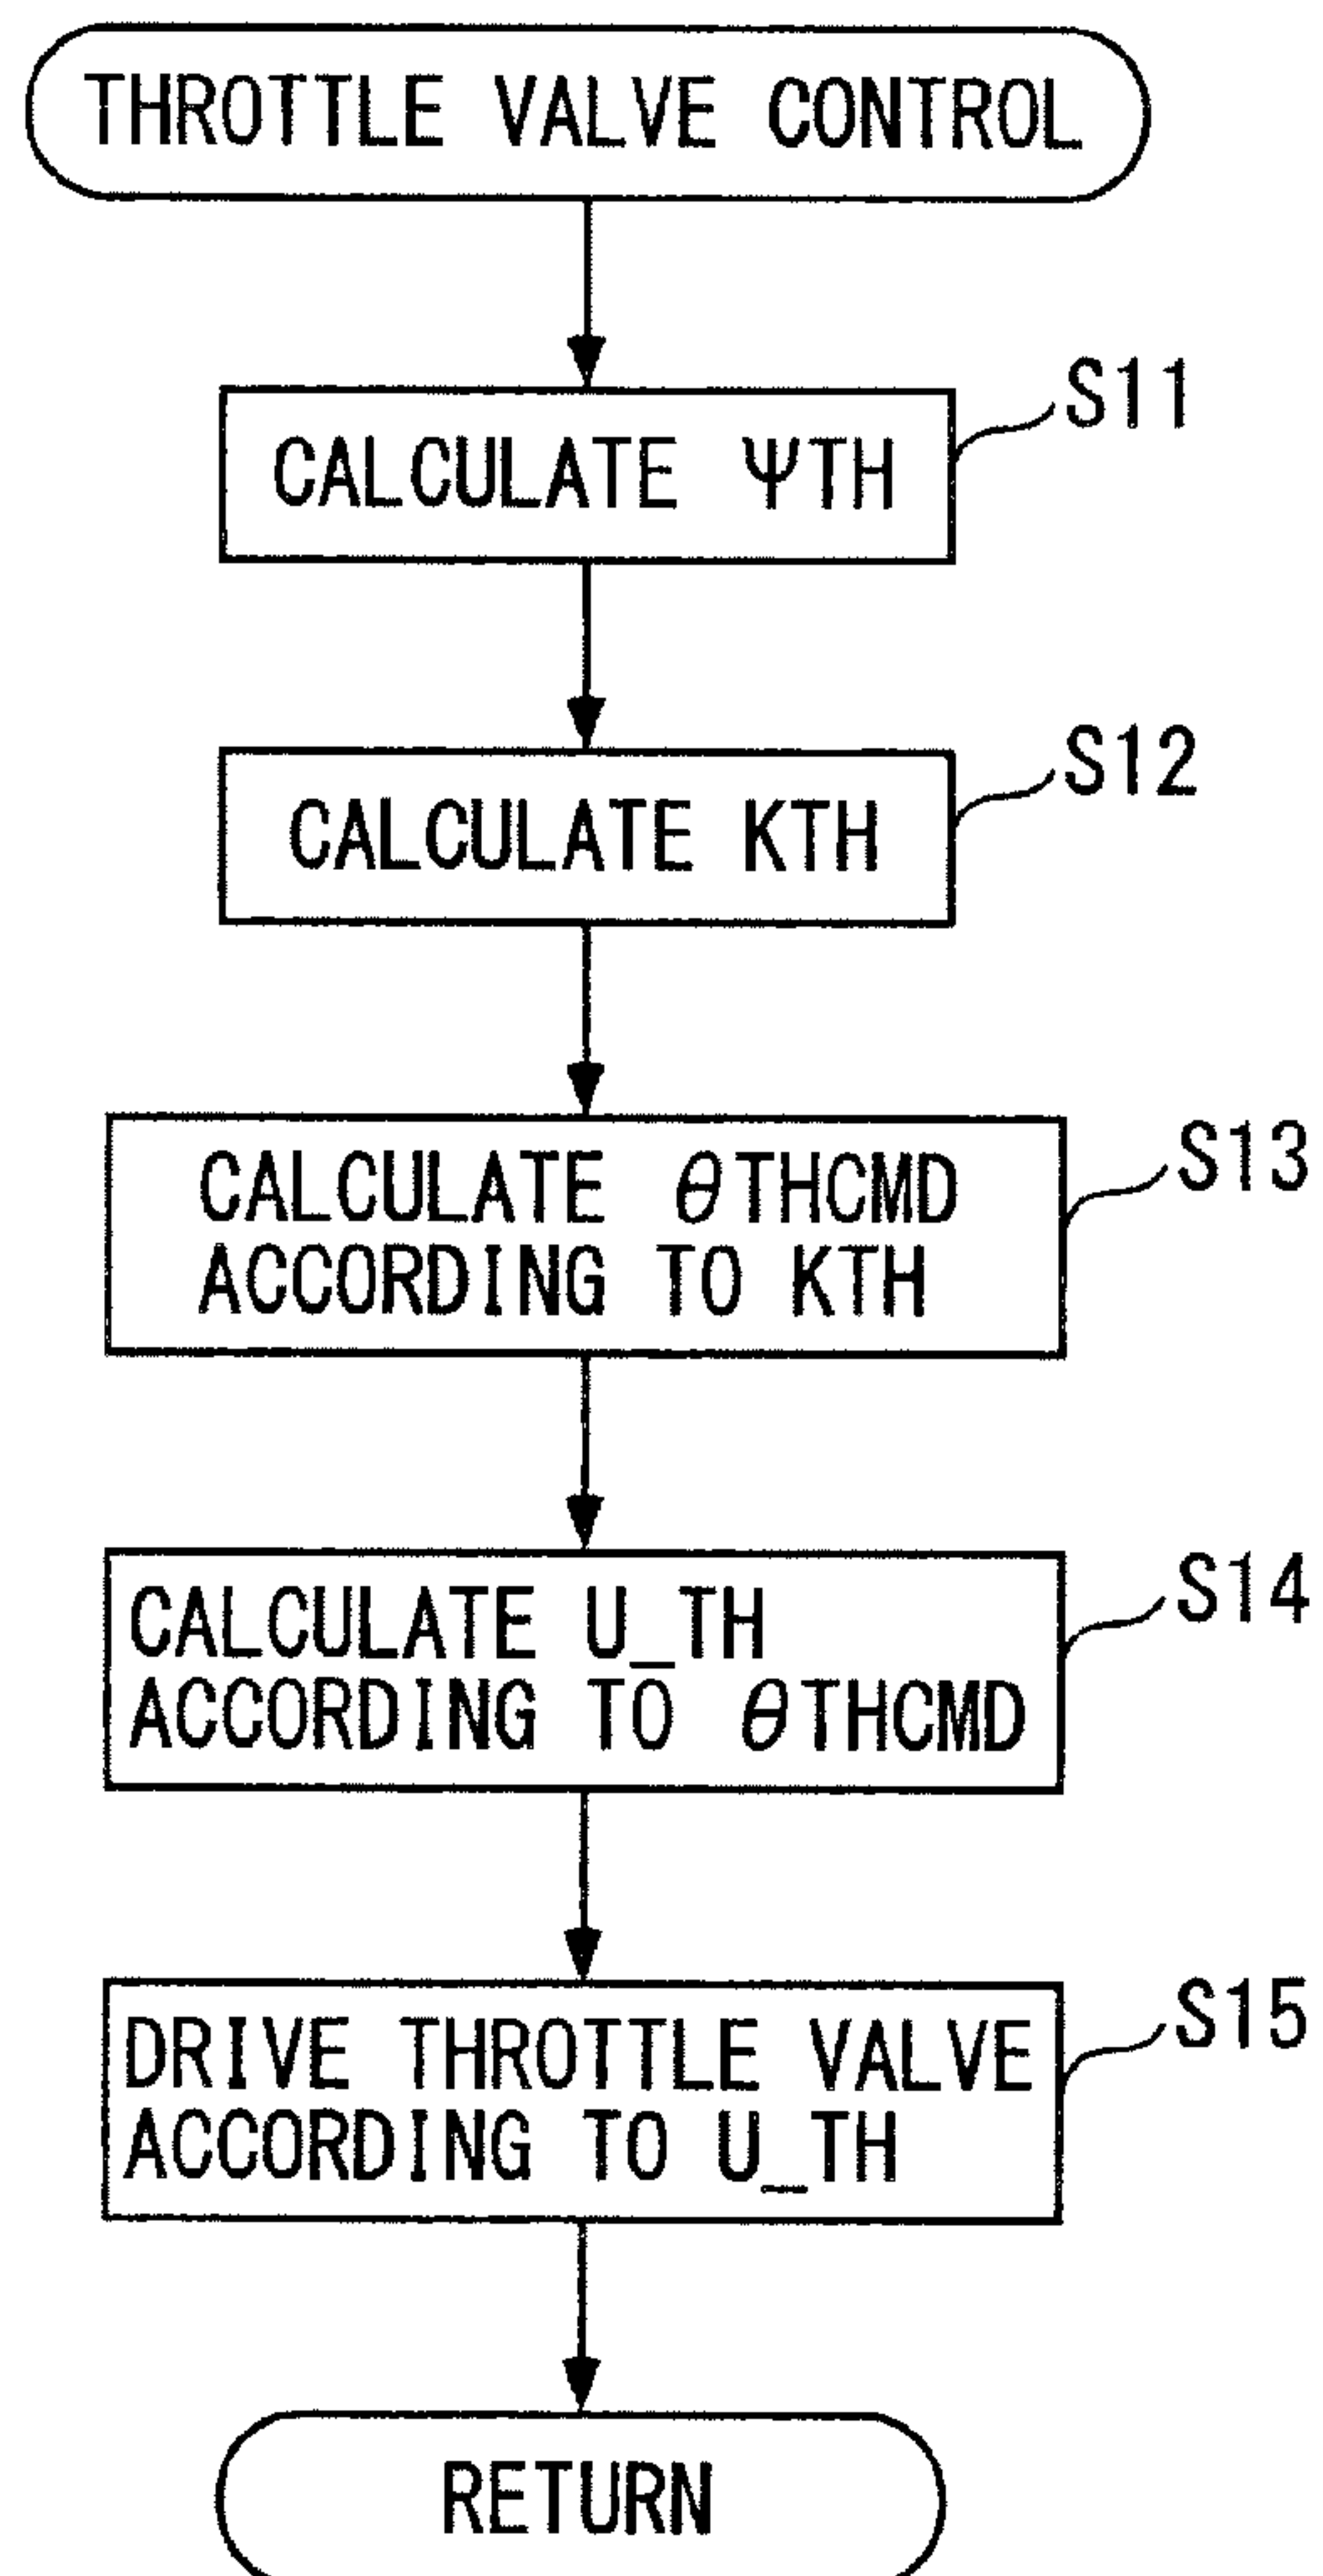 THROTTLE VALVE CONTROL
S11
CALCULATE ΨTH
S12
CALCULATE KTH
S13
CALCULATE θTHCMD
ACCORDING TO KTH
S14
CALCULATE U_TH
ACCORDING TO θTHCMD
S15
DRIVE THROTTLE VALVE
ACCORDING TO U_TH
RETURN